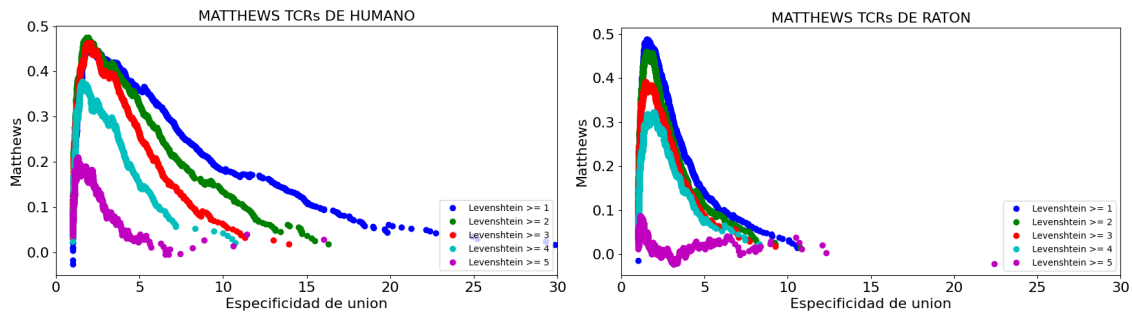 MATTHEWS TCRs DE HUMANO
0.5
0.4
0.3
0.2
0.1
0.0
Matthews
0 5 10 15 20 25 30
Especificidad de union
Levenshtein >= 1
Levenshtein >= 2
Levenshtein >= 3
Levenshtein >= 4
Levenshtein >= 5
MATTHEWS TCRs DE RATON
0.5
0.4
0.3
0.2
0.1
0.0
Matthews
0 5 10 15 20 25 30
Especificidad de union
Levenshtein >= 1
Levenshtein >= 2
Levenshtein >= 3
Levenshtein >= 4
Levenshtein >= 5